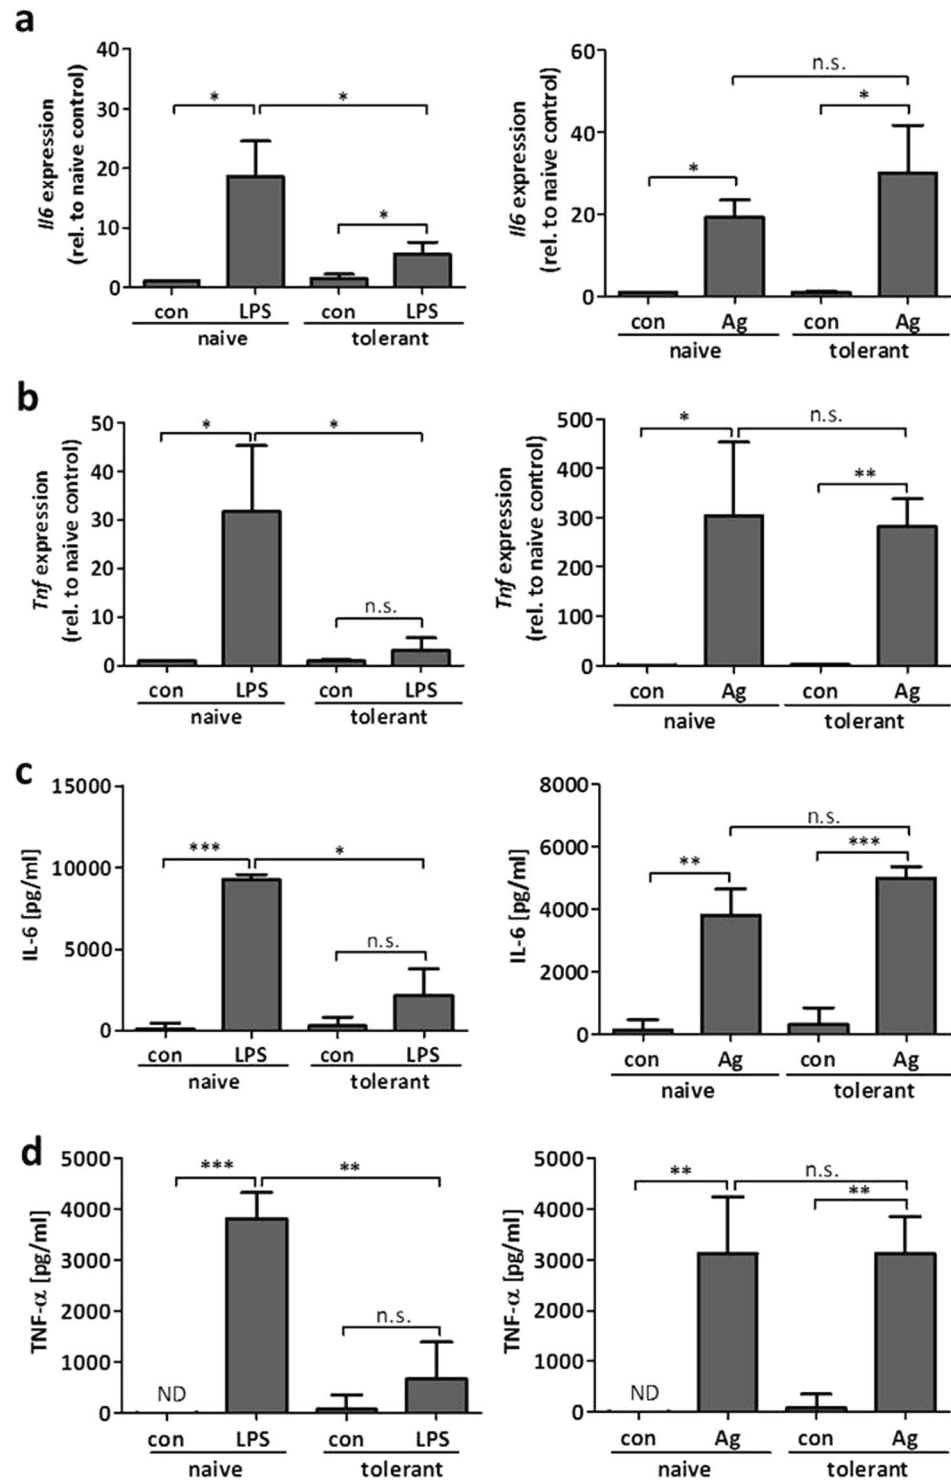 a
Il6 expression
(rel. to naive control)
40
30
20
10
0
*
*
*
con LPS con LPS
naive tolerant
Il6 expression
(rel. to naive control)
60
40
20
0
n.s.
*
*
con Ag con Ag
naive tolerant
b
Tnf expression
(rel. to naive control)
50
40
30
20
10
0
* *
n.s.
con LPS con LPS
naive tolerant
Tnf expression
(rel. to naive control)
500
400
300
200
100
0
* n.s.
**
con Ag con Ag
naive tolerant
c
IL-6 [pg/ml]
15000
10000
5000
0
*** *
n.s.
con LPS con LPS
naive tolerant
IL-6 [pg/ml]
8000
6000
4000
2000
0
n.s.
***
**
con Ag con Ag
naive tolerant
d
TNF-α [pg/ml]
5000
4000
3000
2000
1000
0
*** **
n.s.
ND
con LPS con LPS
naive tolerant
TNF-α [pg/ml]
5000
4000
3000
2000
1000
0
** n.s.
**
ND
con Ag con Ag
naive tolerant